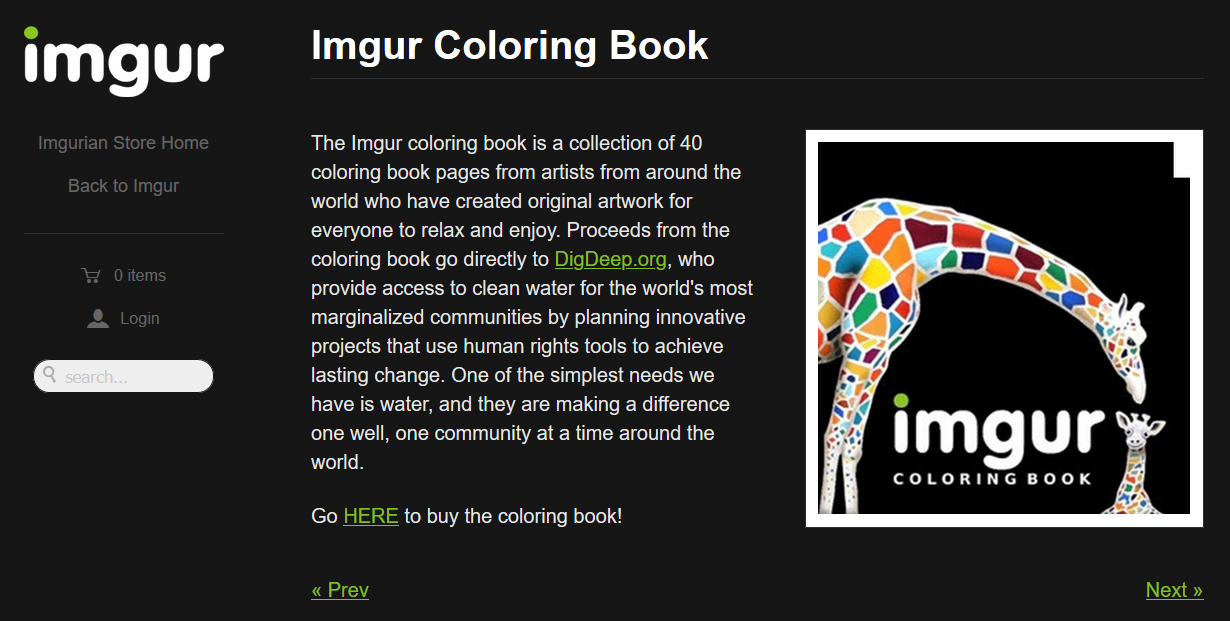 imgur
Imgurian Store Home
Back to Imgur
0 items
Login
search...
Imgur Coloring Book
The Imgur coloring book is a collection of 40
coloring book pages from artists from around the
world who have created original artwork for
everyone to relax and enjoy. Proceeds from the
coloring book go directly to DigDeep.org, who
provide access to clean water for the world's most
marginalized communities by planning innovative
projects that use human rights tools to achieve
lasting change. One of the simplest needs we
have is water, and they are making a difference
one well, one community at a time around the
world.
Go HERE to buy the coloring book!
imgur
COLORING BOOK
« Prev
Next »